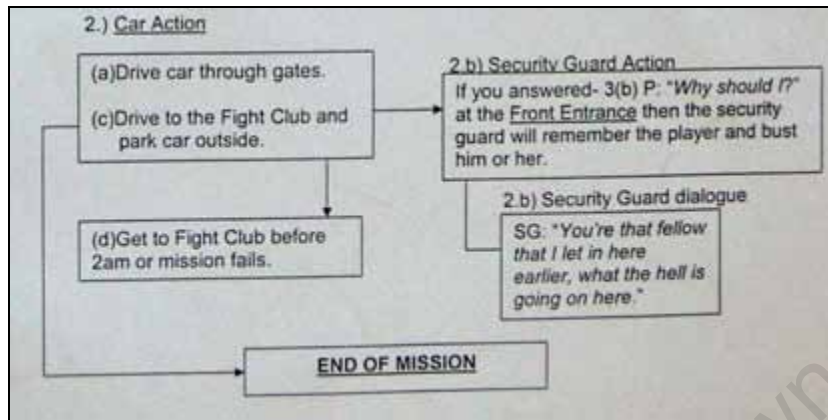 2.) Car Action
(a)Drive car through gates.
(c)Drive to the Fight Club and
park car outside.
2.b) Security Guard Action
If you answered- 3(b) P: "Why should I?"
at the Front Entrance then the security
guard will remember the player and bust
him or her.
2.b) Security Guard dialogue
SG: "You're that fellow
that I let in here
earlier, what the hell is
going on here."
(d)Get to Fight Club before
2am or mission fails.
END OF MISSION